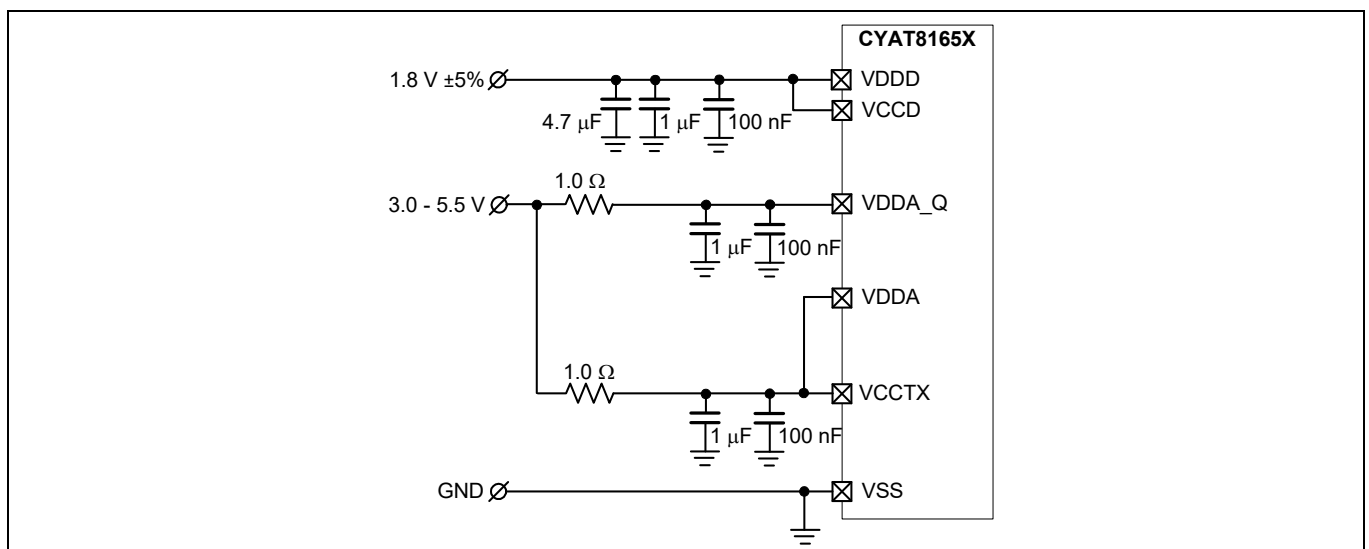 CYAT8165X
1.8 V ±5%
VDDD
VCCD
4.7 µF
1 µF
100 nF
1.0 Ω
3.0 - 5.5 V
VDDA_Q
1 µF
100 nF
VDDA
1.0 Ω
VCCTX
1 µF
100 nF
GND
VSS